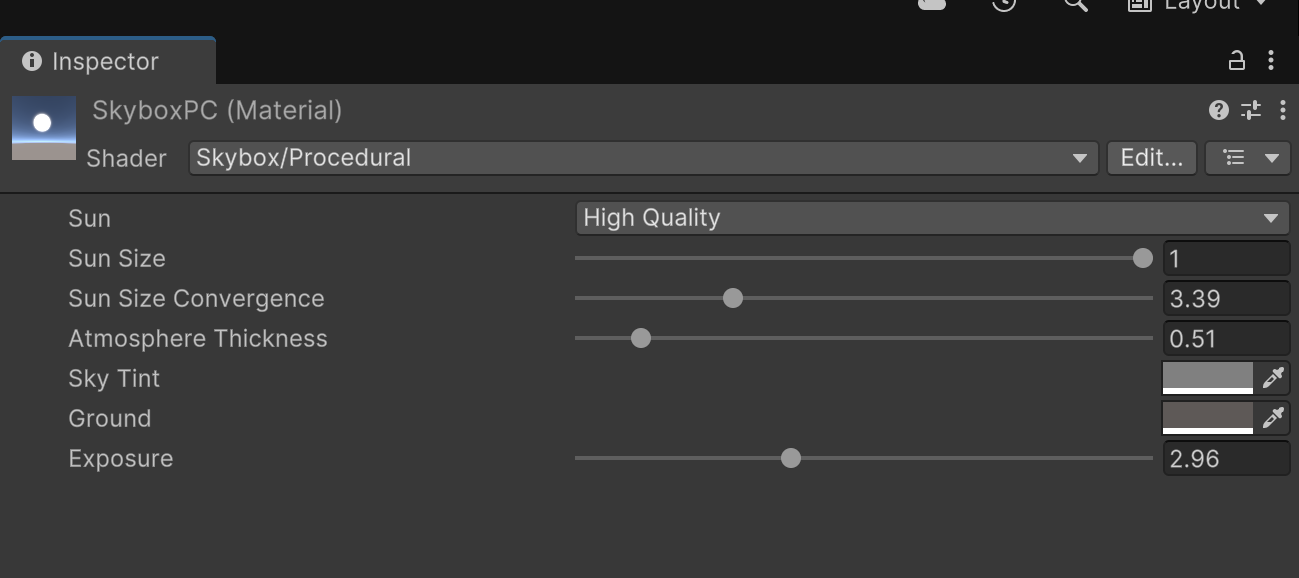 Layout
Inspector
SkyboxPC (Material)
Shader Skybox/Procedural Edit...
Sun High Quality
Sun Size 1
Sun Size Convergence 3.39
Atmosphere Thickness 0.51
Sky Tint
Ground
Exposure 2.96